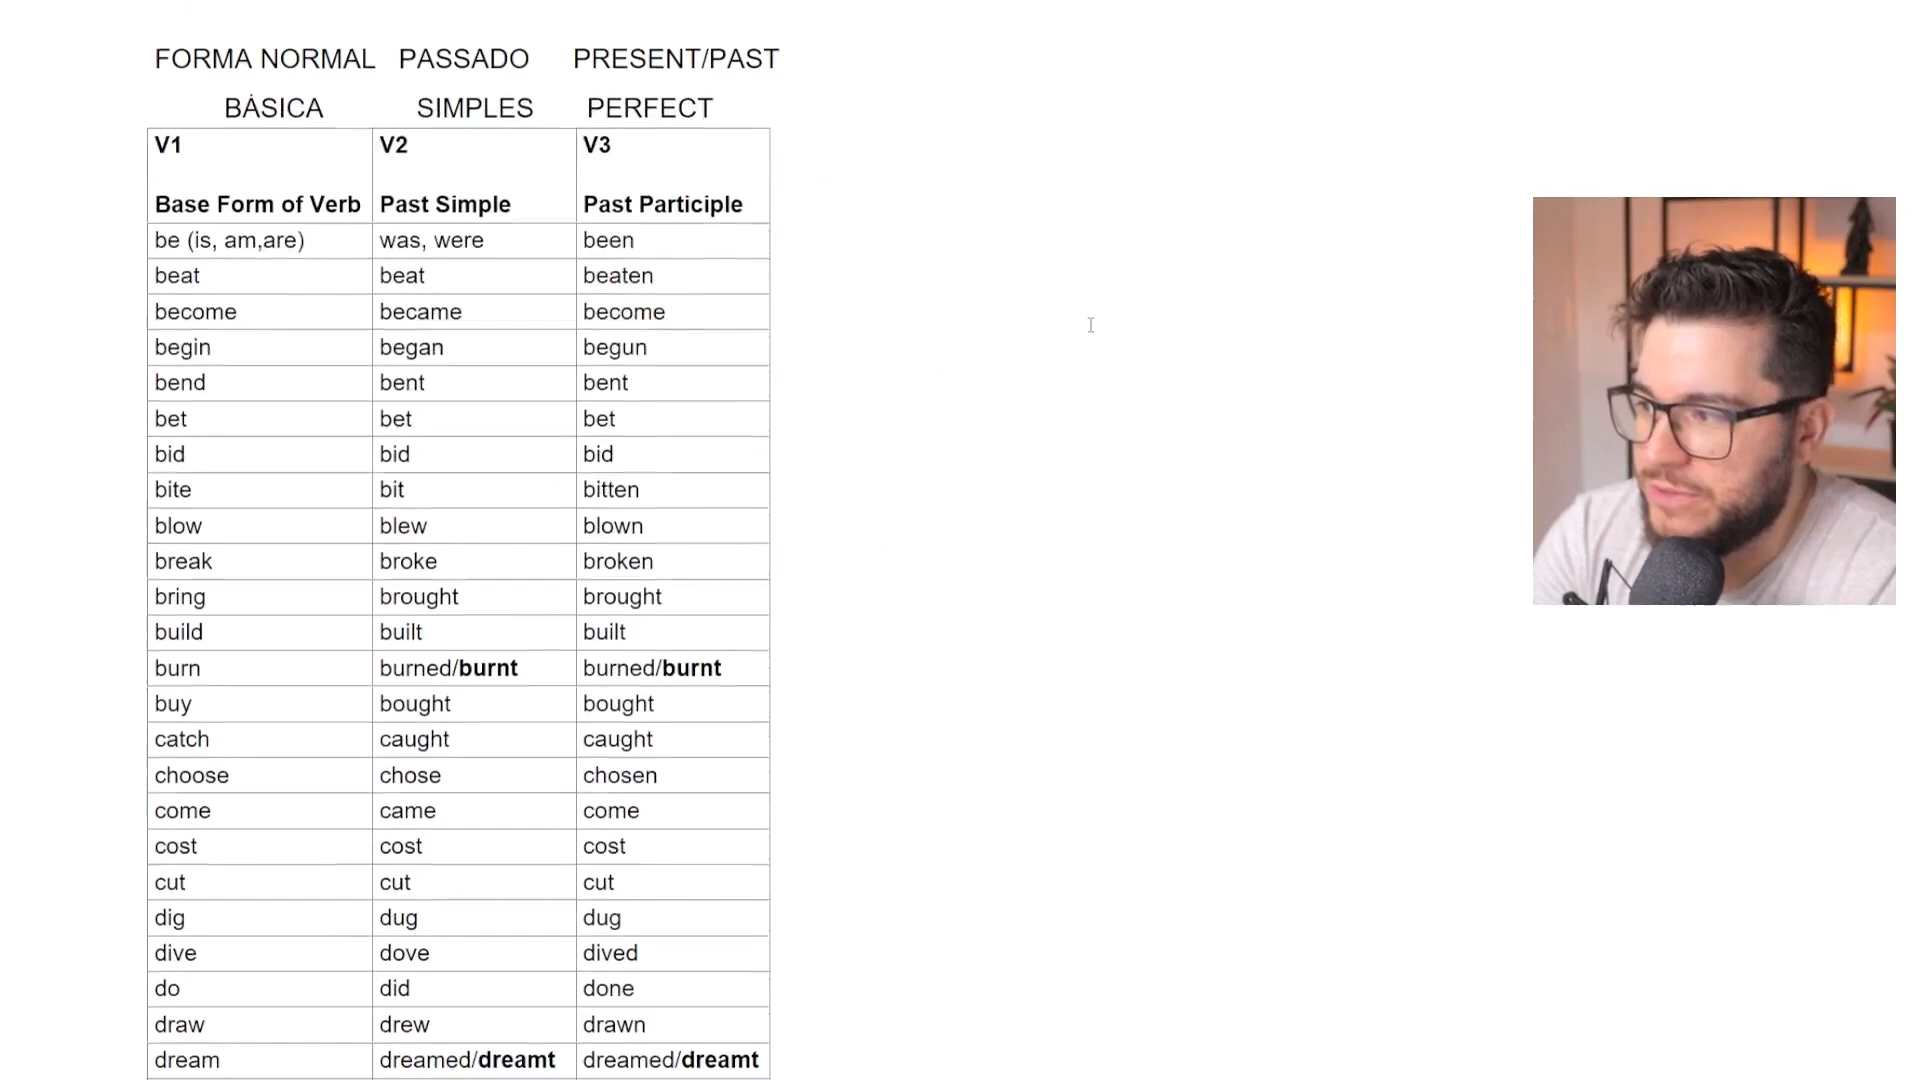 FORMA NORMAL PASSADO PRESENT/PAST
BÁSICA SIMPLES PERFECT
V1 V2 V3
Base Form of Verb Past Simple Past Participle
be (is, am,are) was, were been
beat beat beaten
become became become
begin began begun
bend bent bent
bet bet bet
bid bid bid
bite bit bitten
blow blew blown
break broke broken
bring brought brought
build built built
burn burned/burnt burned/burnt
buy bought bought
catch caught caught
choose chose chosen
come came come
cost cost cost
cut cut cut
dig dug dug
dive dove dived
do did done
draw drew drawn
dream dreamed/dreamt dreamed/dreamt